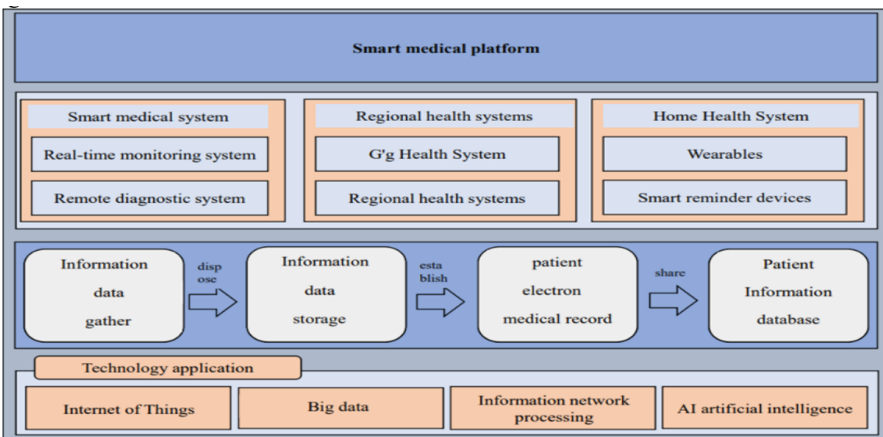 Smart medical platform
Smart medical system
Real-time monitoring system
Remote diagnostic system
Regional health systems
G'g Health System
Regional health systems
Home Health System
Wearables
Smart reminder devices
Information
data
gather
disp
ose
Information
data
storage
esta
blish
patient
electron
medical record
share
Patient
Information
database
Technology application
Internet of Things
Big data
Information network
processing
AI artificial intelligence